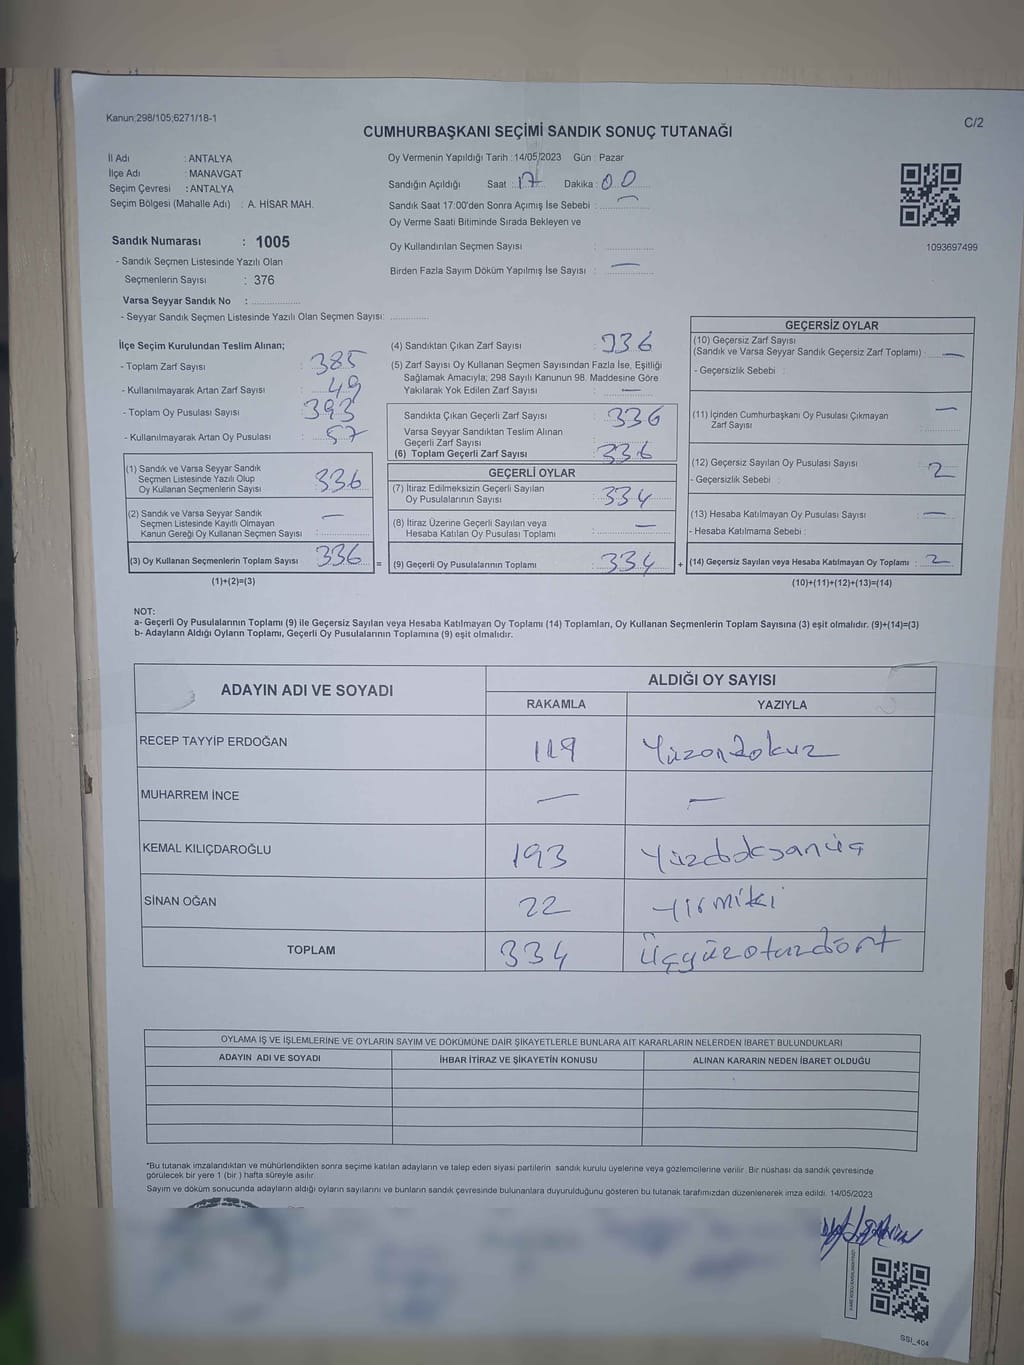 Kanun;298/105;6271/18-1
C/2
CUMHURBAŞKANI SEÇİMİ SANDIK SONUÇ TUTANAĞI
İl Adı : ANTALYA
İlçe Adı : MANAVGAT
Seçim Çevresi : ANTALYA
Seçim Bölgesi (Mahalle Adı) : A. HİSAR MAH.
Oy Vermenin Yapıldığı Tarih : 14/05/2023 Gün : Pazar
Sandığın Açıldığı Saat : 17 Dakika : 00
Sandık Saat 17:00'den Sonra Açımış İse Sebebi : —
Oy Verme Saati Bitiminde Sırada Bekleyen ve
Oy Kullandırılan Seçmen Sayısı :
Birden Fazla Sayım Döküm Yapılmış İse Sayısı : —
1093697499
Sandık Numarası : 1005
- Sandık Seçmen Listesinde Yazılı Olan
Seçmenlerin Sayısı : 376
Varsa Seyyar Sandık No :
- Seyyar Sandık Seçmen Listesinde Yazılı Olan Seçmen Sayısı:
İlçe Seçim Kurulundan Teslim Alınan;
- Toplam Zarf Sayısı : 385
- Kullanılmayarak Artan Zarf Sayısı : 49
- Toplam Oy Pusulası Sayısı : 393
- Kullanılmayarak Artan Oy Pusulası : 57
(1) Sandık ve Varsa Seyyar Sandık
Seçmen Listesinde Yazılı Olup
Oy Kullanan Seçmenlerin Sayısı : 336
(2) Sandık ve Varsa Seyyar Sandık
Seçmen Listesinde Kayıtlı Olmayan
Kanun Gereği Oy Kullanan Seçmen Sayısı : —
(3) Oy Kullanan Seçmenlerin Toplam Sayısı : 336
(1)+(2)=(3)
(4) Sandıktan Çıkan Zarf Sayısı : 336
(5) Zarf Sayısı Oy Kullanan Seçmen Sayısından Fazla İse, Eşitliği
Sağlamak Amacıyla; 298 Sayılı Kanunun 98. Maddesine Göre
Yakılarak Yok Edilen Zarf Sayısı : —
Sandıkta Çıkan Geçerli Zarf Sayısı : 336
Varsa Seyyar Sandıktan Teslim Alınan
Geçerli Zarf Sayısı :
(6) Toplam Geçerli Zarf Sayısı : 336
GEÇERLİ OYLAR
(7) İtiraz Edilmeksizin Geçerli Sayılan
Oy Pusulalarının Sayısı : 334
(8) İtiraz Üzerine Geçerli Sayılan veya
Hesaba Katılan Oy Pusulası Toplamı : —
= (9) Geçerli Oy Pusulalarının Toplamı : 334 +
GEÇERSİZ OYLAR
(10) Geçersiz Zarf Sayısı
(Sandık ve Varsa Seyyar Sandık Geçersiz Zarf Toplamı) : —
- Geçersizlik Sebebi :
(11) İçinden Cumhurbaşkanı Oy Pusulası Çıkmayan
Zarf Sayısı : —
(12) Geçersiz Sayılan Oy Pusulası Sayısı : 2
- Geçersizlik Sebebi :
(13) Hesaba Katılmayan Oy Pusulası Sayısı : —
- Hesaba Katılmama Sebebi :
(14) Geçersiz Sayılan veya Hesaba Katılmayan Oy Toplamı : 2
(10)+(11)+(12)+(13)=(14)
NOT:
a- Geçerli Oy Pusulalarının Toplamı (9) ile Geçersiz Sayılan veya Hesaba Katılmayan Oy Toplamı (14) Toplamları, Oy Kullanan Seçmenlerin Toplam Sayısına (3) eşit olmalıdır. (9)+(14)=(3)
b- Adayların Aldığı Oyların Toplamı, Geçerli Oy Pusulalarının Toplamına (9) eşit olmalıdır.
ADAYIN ADI VE SOYADI
ALDIĞI OY SAYISI
RAKAMLA YAZIYLA
RECEP TAYYİP ERDOĞAN 119 Yüzondokuz
MUHARREM İNCE — —
KEMAL KILIÇDAROĞLU 193 Yüzdoksanüç
SİNAN OĞAN 22 Yirmiki
TOPLAM 334 Üçyüzotuzdört
OYLAMA İŞ VE İŞLEMLERİNE VE OYLARIN SAYIM VE DÖKÜMÜNE DAİR ŞİKAYETLERLE BUNLARA AİT KARARLARIN NELERDEN İBARET BULUNDUKLARI
ADAYIN ADI VE SOYADI İHBAR İTİRAZ VE ŞİKAYETİN KONUSU ALINAN KARARIN NEDEN İBARET OLDUĞU
*Bu tutanak imzalandıktan ve mühürlendikten sonra seçime katılan adayların ve talep eden siyasi partilerin sandık kurulu üyelerine veya gözlemcilerine verilir. Bir nüshası da sandık çevresinde
görülecek bir yere 1 (bir) hafta süreyle asılır.
Sayım ve döküm sonucunda adayların aldığı oyların sayılarını ve bunların sandık çevresinde bulunanlara duyurulduğunu gösteren bu tutanak tarafımızdan düzenlenerek imza edildi. 14/05/2023
SSI_404